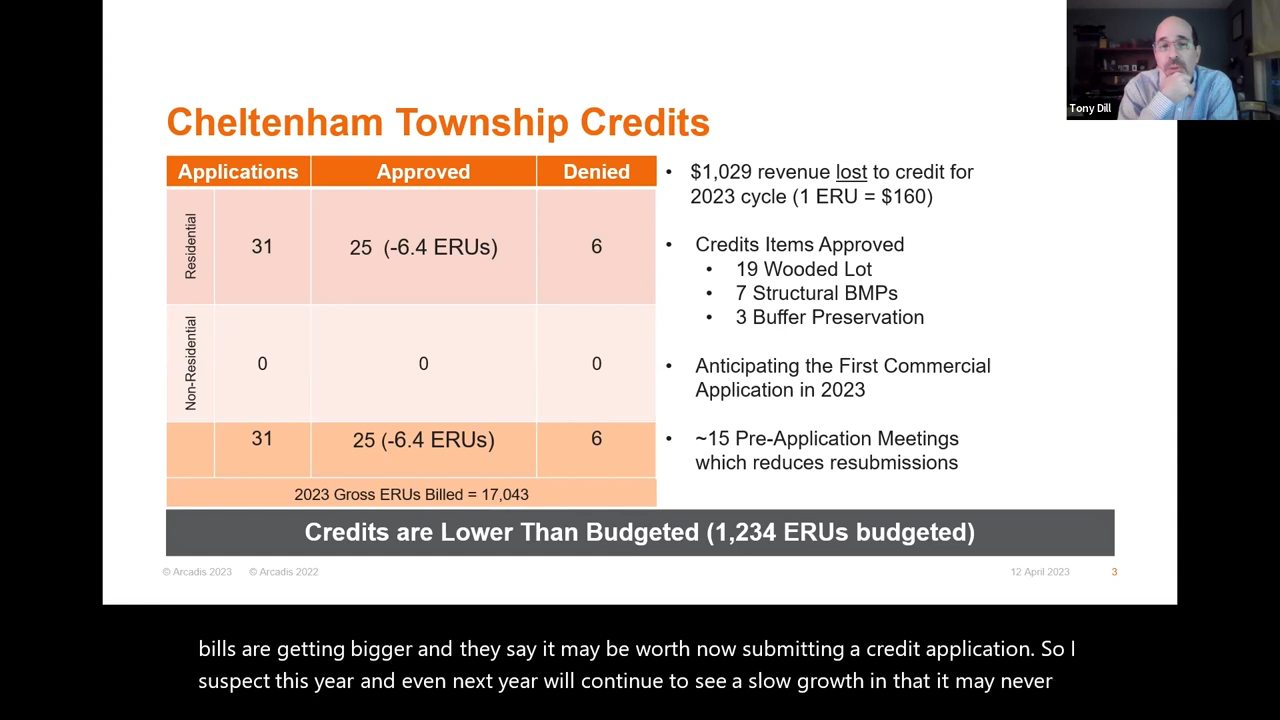 Tony Dill
Cheltenham Township Credits
Applications Approved Denied
Residential 31 25 (-6.4 ERUs) 6
Non-Residential 0 0 0
31 25 (-6.4 ERUs) 6
2023 Gross ERUs Billed = 17,043
• $1,029 revenue lost to credit for
2023 cycle (1 ERU = $160)
• Credits Items Approved
• 19 Wooded Lot
• 7 Structural BMPs
• 3 Buffer Preservation
• Anticipating the First Commercial
Application in 2023
• ~15 Pre-Application Meetings
which reduces resubmissions
Credits are Lower Than Budgeted (1,234 ERUs budgeted)
© Arcadis 2023 © Arcadis 2022 12 April 2023 3
bills are getting bigger and they say it may be worth now submitting a credit application. So I
suspect this year and even next year will continue to see a slow growth in that it may never